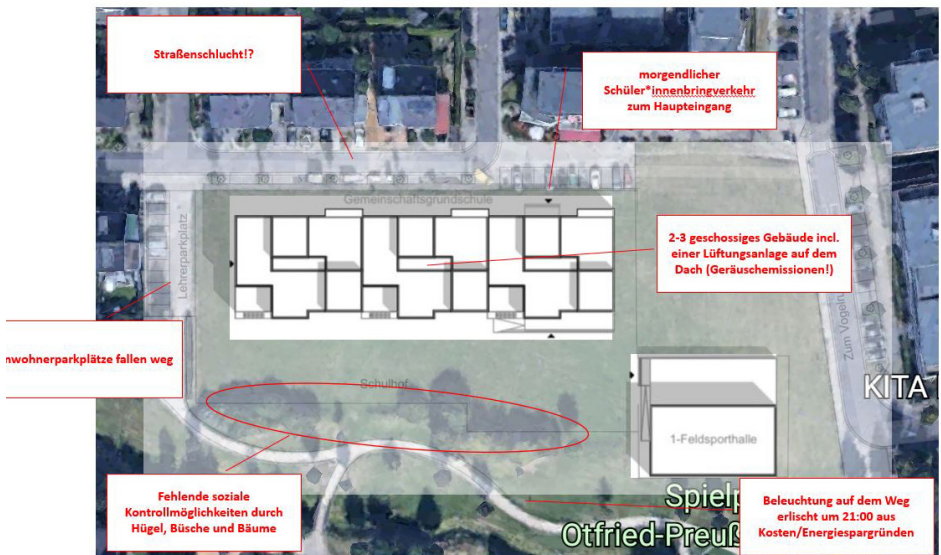 Straßenschlucht!?
morgendlicher
Schüler*innenbringverkehr
zum Haupteingang
Gemeinschaftsgrundschule
Lehrerparkplatz
2-3 geschossiges Gebäude incl.
einer Lüftungsanlage auf dem
Dach (Geräuschemissionen!)
nwohnerparkplätze fallen weg
Schulhof
Zum Vogelru
KITA
1-Feldsporthalle
Fehlende soziale
Kontrollmöglichkeiten durch
Hügel, Büsche und Bäume
Spielp
Otfried-Preuß
Beleuchtung auf dem Weg
erlischt um 21:00 aus
Kosten/Energiespargründen